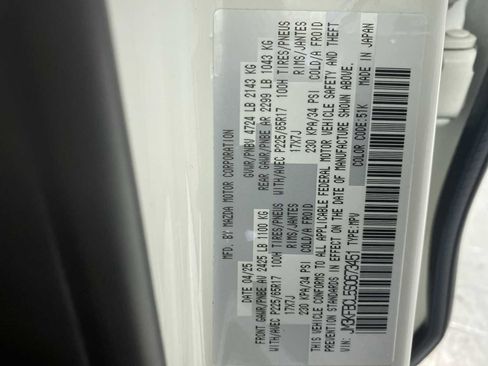 MFD. BY MAZDA MOTOR CORPORATION
DATE 04/25 GVWR/PNBV 4724 LB 2143 KG
FRONT GAWR/PNBE AV 2425 LB 1100 KG REAR GAWR/PNBE AR 2299 LB 1043 KG
WITH/AVEC P225/65R17 100H TIRES/PNEUS WITH/AVEC P225/65R17 100H TIRES/PNEUS
17X7J RIMS/JANTES 17X7J RIMS/JANTES
230 KPA/34 PSI COLD/A FROID 230 KPA/34 PSI COLD/A FROID
THIS VEHICLE CONFORMS TO ALL APPLICABLE FEDERAL MOTOR VEHICLE SAFETY AND THEFT
PREVENTION STANDARDS IN EFFECT ON THE DATE OF MANUFACTURE SHOWN ABOVE.
VIN: JM3KFBCL6S0673451 TYPE:MPV COLOR CODE:51K MADE IN JAPAN